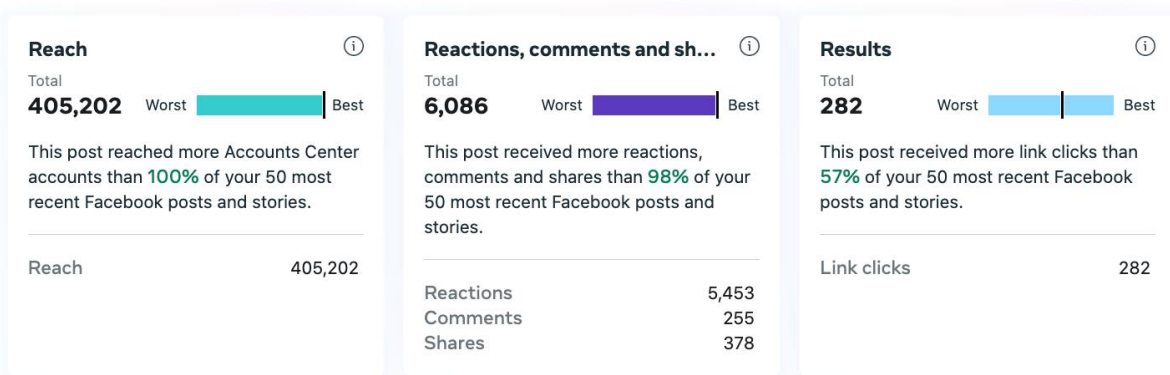 Reach
Total
405,202 Worst Best
This post reached more Accounts Center
accounts than 100% of your 50 most
recent Facebook posts and stories.
Reach 405,202
Reactions, comments and sh...
Total
6,086 Worst Best
This post received more reactions,
comments and shares than 98% of your
50 most recent Facebook posts and
stories.
Reactions 5,453
Comments 255
Shares 378
Results
Total
282 Worst Best
This post received more link clicks than
57% of your 50 most recent Facebook
posts and stories.
Link clicks 282